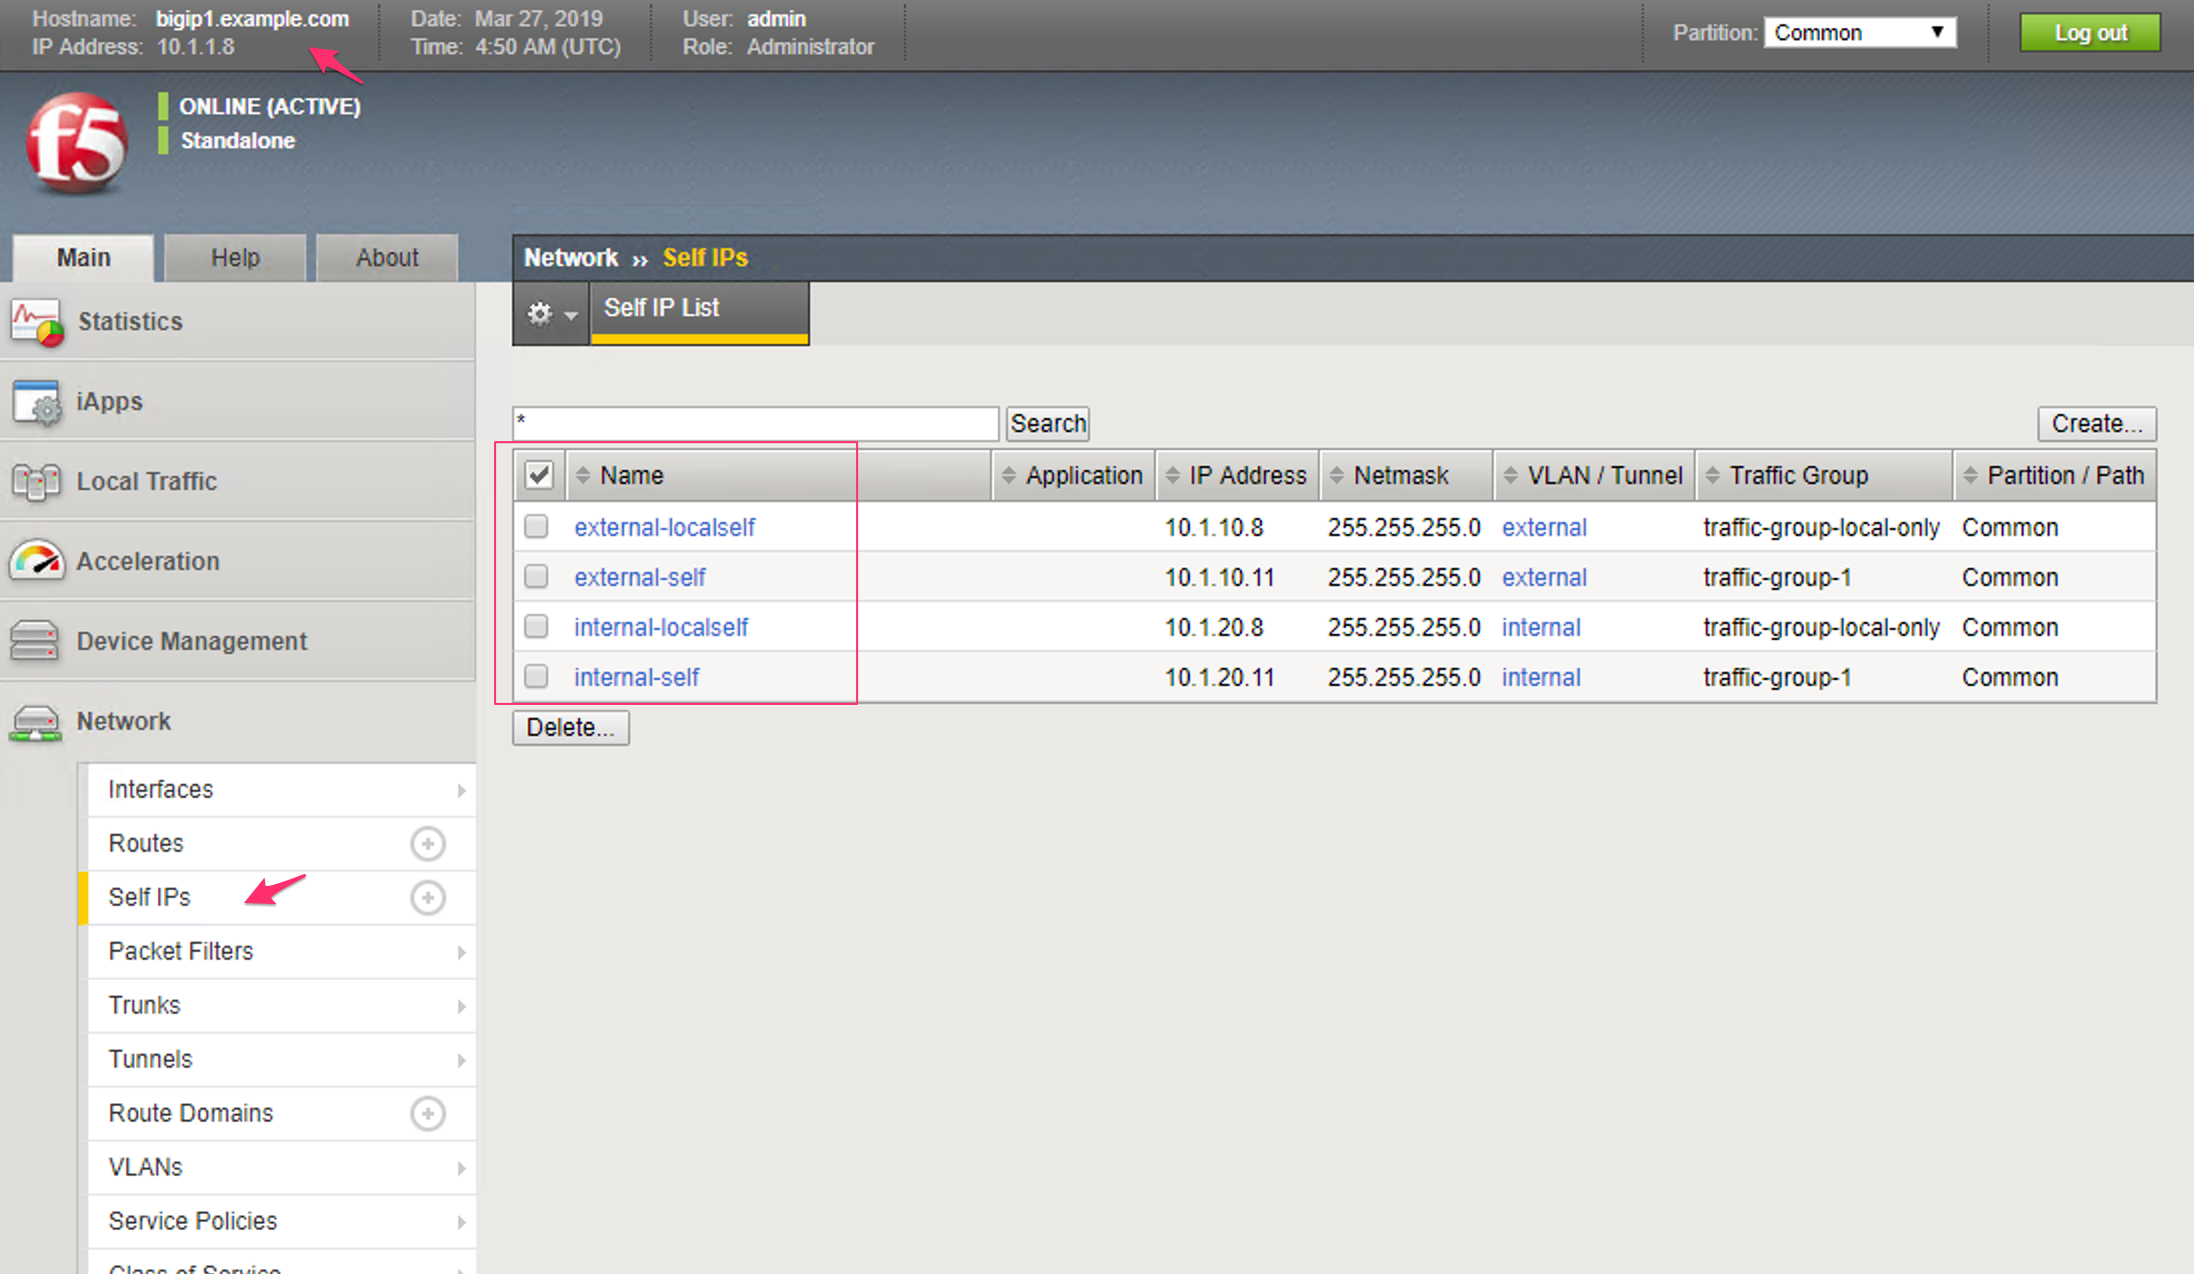 Hostname: bigip1.example.com Date: Mar 27, 2019 User: admin
IP Address: 10.1.1.8 Time: 4:50 AM (UTC) Role: Administrator
Partition: Common Log out
f5
ONLINE (ACTIVE)
Standalone
Main Help About
Network ›› Self IPs
Self IP List
Statistics
iApps
Local Traffic
Acceleration
Device Management
Network
Interfaces
Routes
Self IPs
Packet Filters
Trunks
Tunnels
Route Domains
VLANs
Service Policies
Class of Service
* Search Create...
Name Application IP Address Netmask VLAN / Tunnel Traffic Group Partition / Path
external-localself 10.1.10.8 255.255.255.0 external traffic-group-local-only Common
external-self 10.1.10.11 255.255.255.0 external traffic-group-1 Common
internal-localself 10.1.20.8 255.255.255.0 internal traffic-group-local-only Common
internal-self 10.1.20.11 255.255.255.0 internal traffic-group-1 Common
Delete...